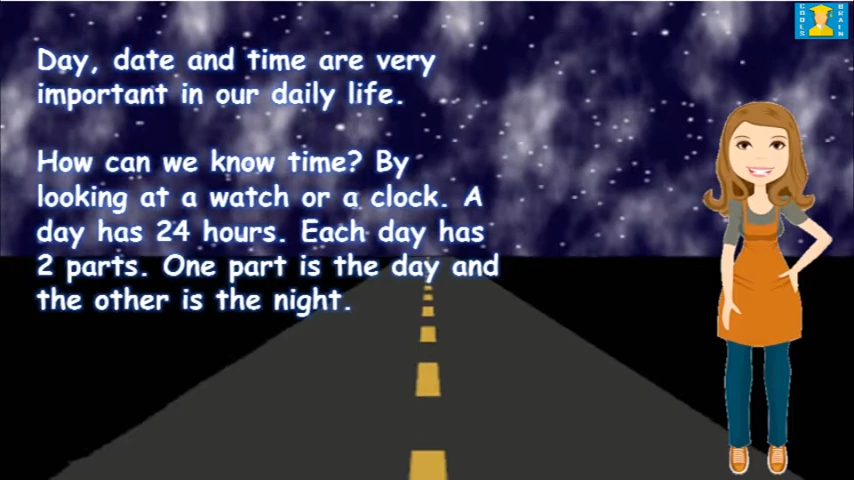 Day, date and time are very
important in our daily life.
How can we know time? By
looking at a watch or a clock. A
day has 24 hours. Each day has
2 parts. One part is the day and
the other is the night.
COOLS
BRAIN